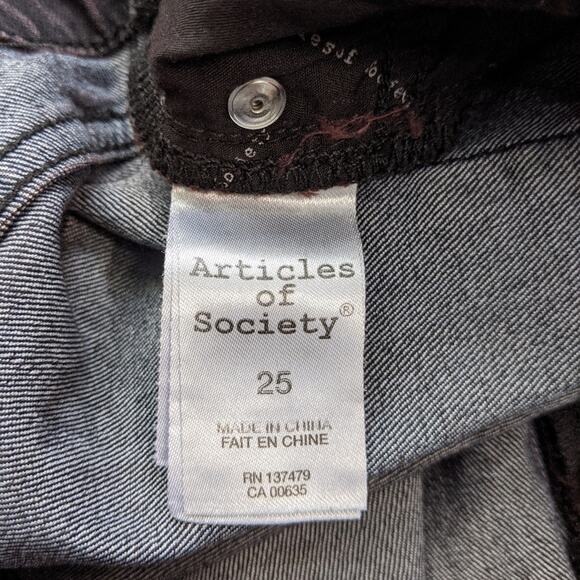 Articles
of
Society®
25
MADE IN CHINA
FAIT EN CHINE
RN 137479
CA 00635